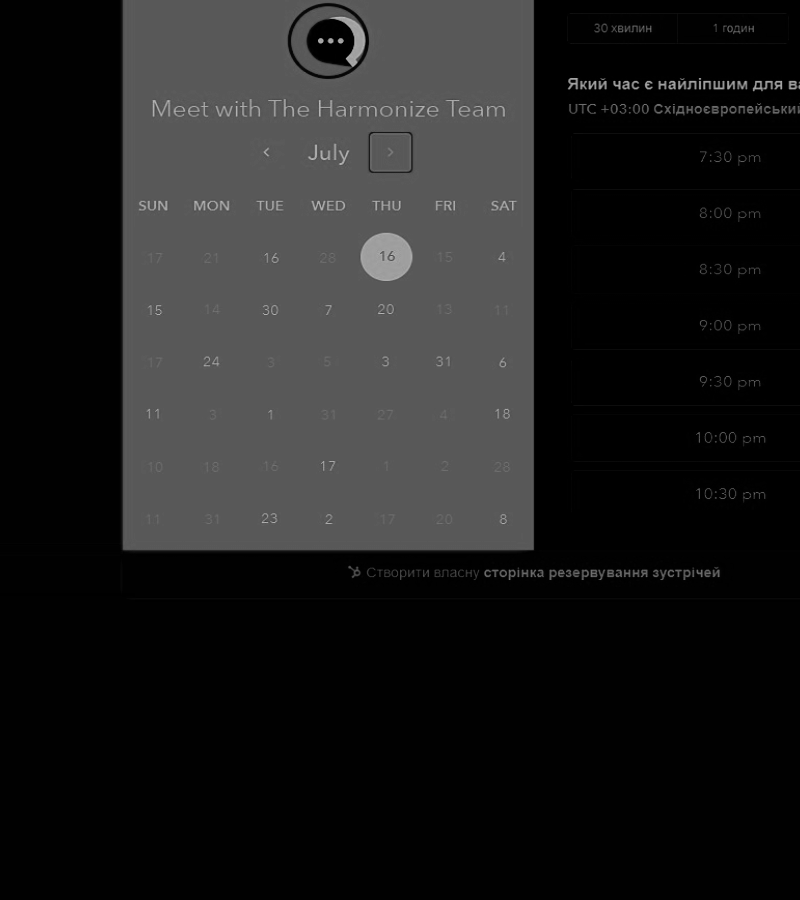 Meet with The Harmonize Team
July
SUN MON TUE WED THU FRI SAT
17 21 16 28 16 15 4
15 14 30 7 20 13 11
17 24 3 5 3 31 6
11 3 1 31 27 4 18
10 18 16 17 1 2 28
11 31 23 2 17 20 8
30 хвилин 1 годин
Який час є найліпшим для
UTC +03:00 Східноєвропейський
7:30 pm
8:00 pm
8:30 pm
9:00 pm
9:30 pm
10:00 pm
10:30 pm
Створити власну сторінка резервування зустрічей